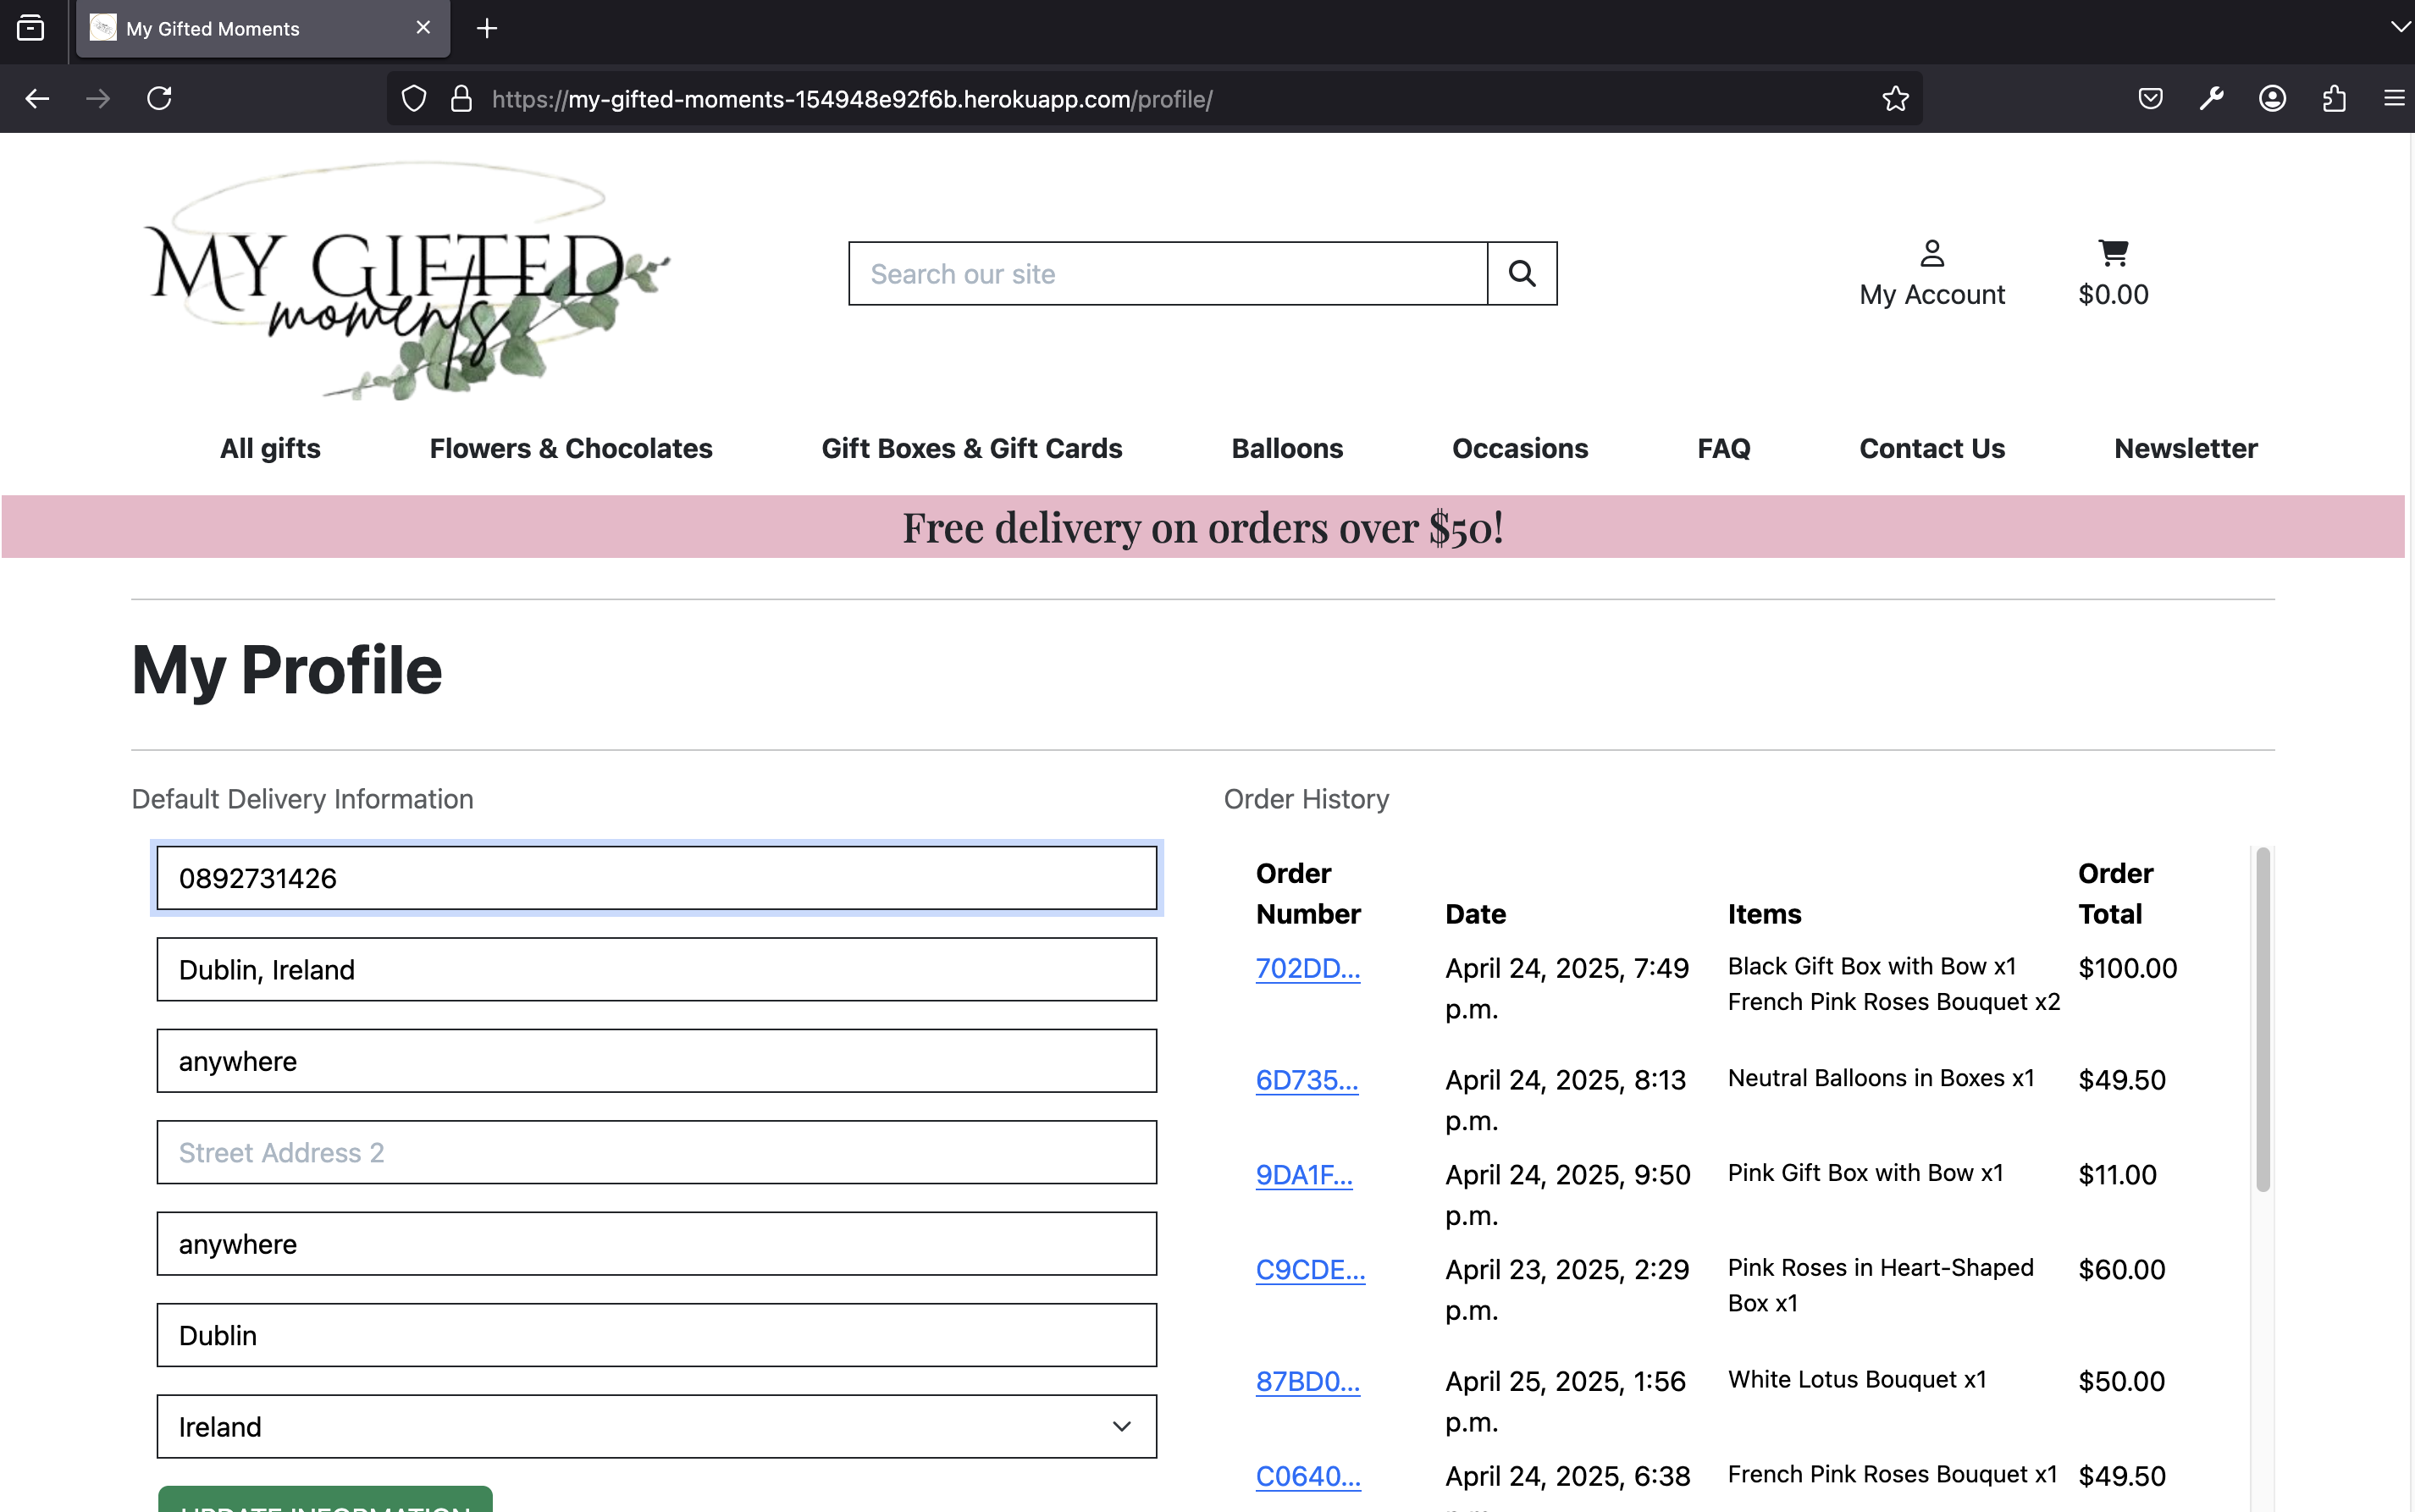 My Gifted Moments
https://my-gifted-moments-154948e92f6b.herokuapp.com/profile/
MY GIFTED
moments
Search our site
My Account
$0.00
All gifts
Flowers & Chocolates
Gift Boxes & Gift Cards
Balloons
Occasions
FAQ
Contact Us
Newsletter
Free delivery on orders over $50!
My Profile
Default Delivery Information
0892731426
Dublin, Ireland
anywhere
Street Address 2
anywhere
Dublin
Ireland
UPDATE INFORMATION
Order History
Order
Number
Date
Items
Order
Total
702DD...
April 24, 2025, 7:49
p.m.
Black Gift Box with Bow x1
French Pink Roses Bouquet x2
$100.00
6D735...
April 24, 2025, 8:13
p.m.
Neutral Balloons in Boxes x1
$49.50
9DA1F...
April 24, 2025, 9:50
p.m.
Pink Gift Box with Bow x1
$11.00
C9CDE...
April 23, 2025, 2:29
p.m.
Pink Roses in Heart-Shaped
Box x1
$60.00
87BD0...
April 25, 2025, 1:56
p.m.
White Lotus Bouquet x1
$50.00
C0640...
April 24, 2025, 6:38
French Pink Roses Bouquet x1
$49.50